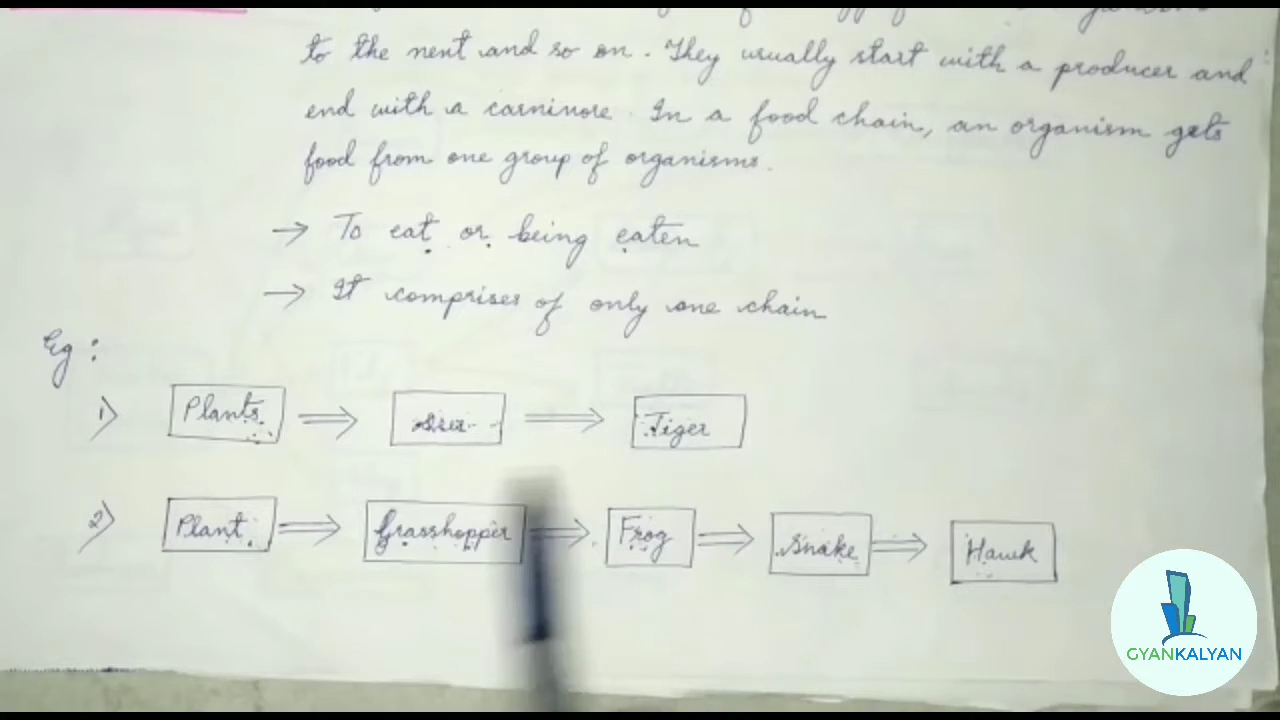 to the nent and so on. They usually start with a producer and
end with a carninore. In a food chain, an organism gets
food from one group of organisms.
→ To eat or being eaten
→ It comprises of only one chain
Eg :
1) Plants ⇒ ⇒ Tiger
2) Plant ⇒ Grasshopper ⇒ Frog ⇒ Snake ⇒ Hawk
GYANKALYAN